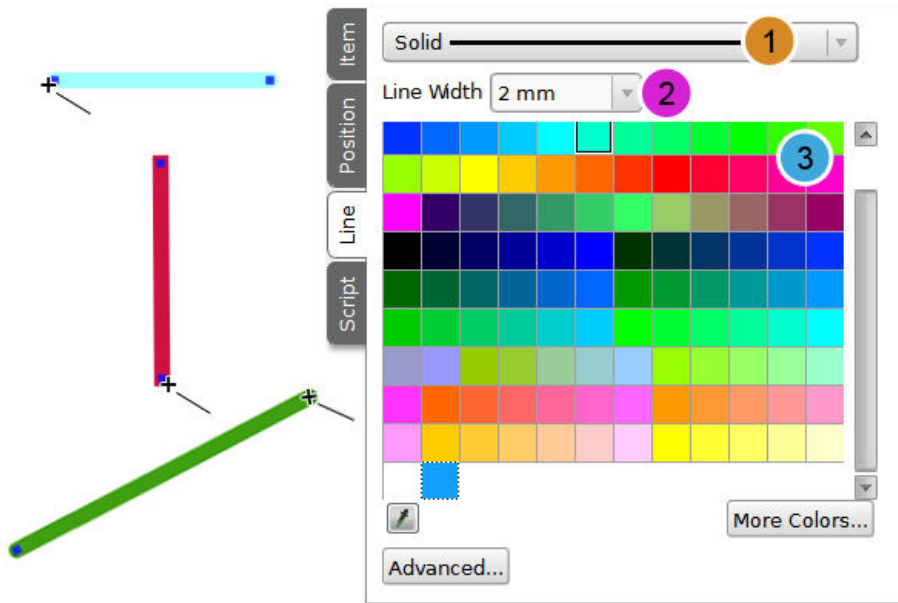 Item
Position
Line
Script
Solid
1
Line Width
2 mm
2
3
More Colors...
Advanced...